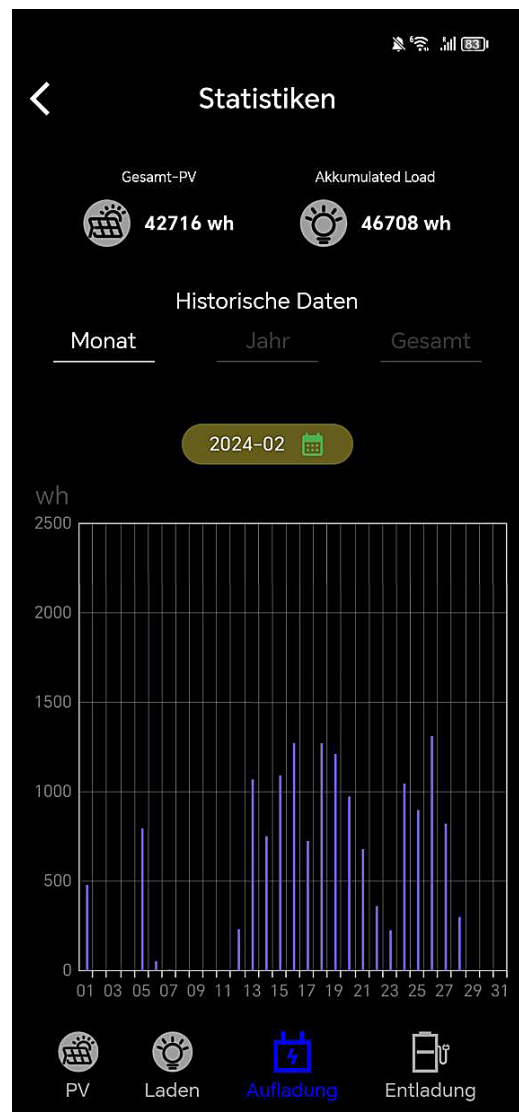 83
Statistiken
Gesamt-PV Akkumulated Load
42716 wh 46708 wh
Historische Daten
Monat Jahr Gesamt
2024-02
wh
2500
2000
1500
1000
500
0
01 03 05 07 09 11 13 15 17 19 21 23 25 27 29 31
PV Laden Aufladung Entladung